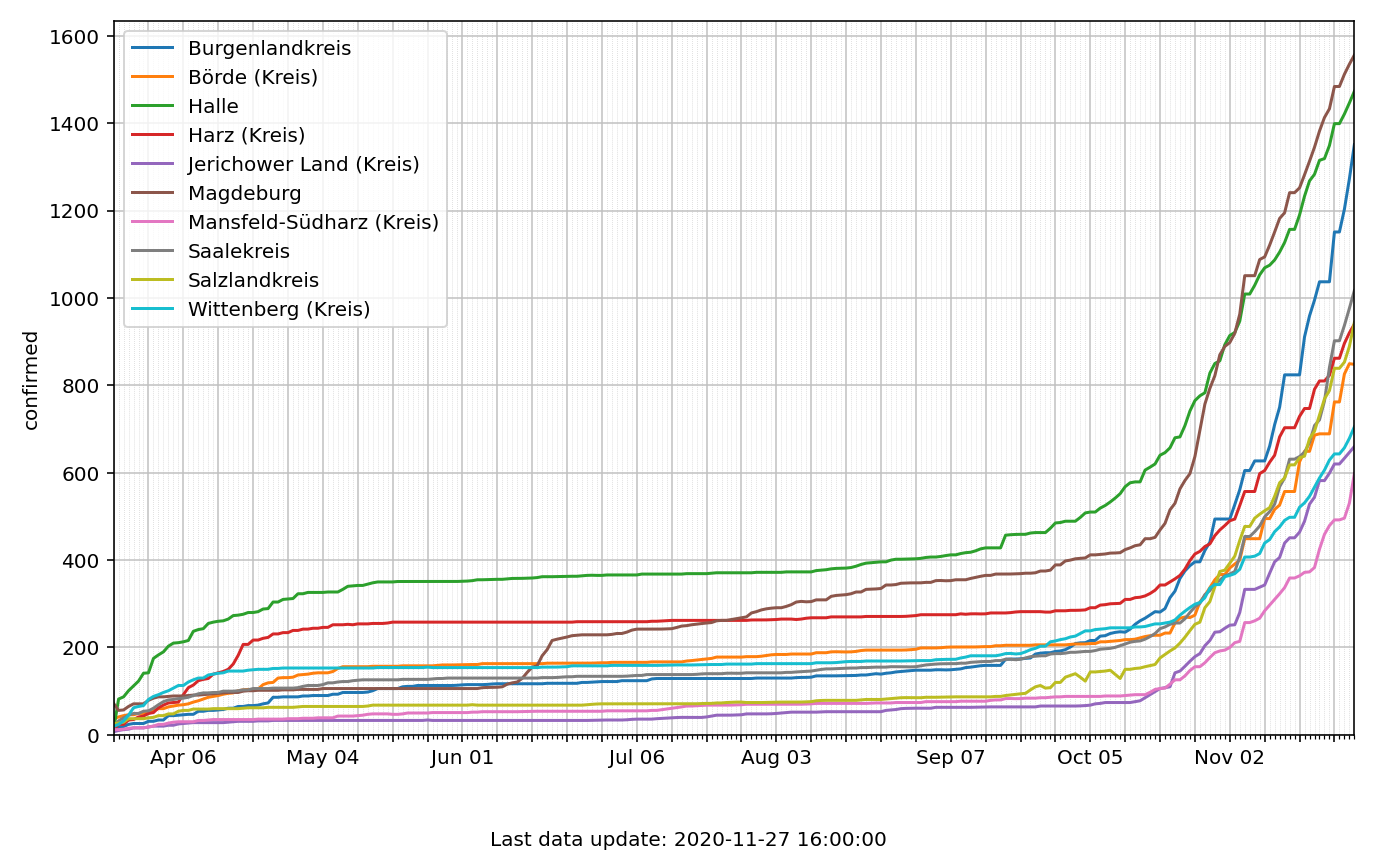 1600
1400
1200
1000
800
600
400
200
0
confirmed
Burgenlandkreis
Börde (Kreis)
Halle
Harz (Kreis)
Jerichower Land (Kreis)
Magdeburg
Mansfeld-Südharz (Kreis)
Saalekreis
Salzlandkreis
Wittenberg (Kreis)
Apr 06 May 04 Jun 01 Jul 06 Aug 03 Sep 07 Oct 05 Nov 02
Last data update: 2020-11-27 16:00:00